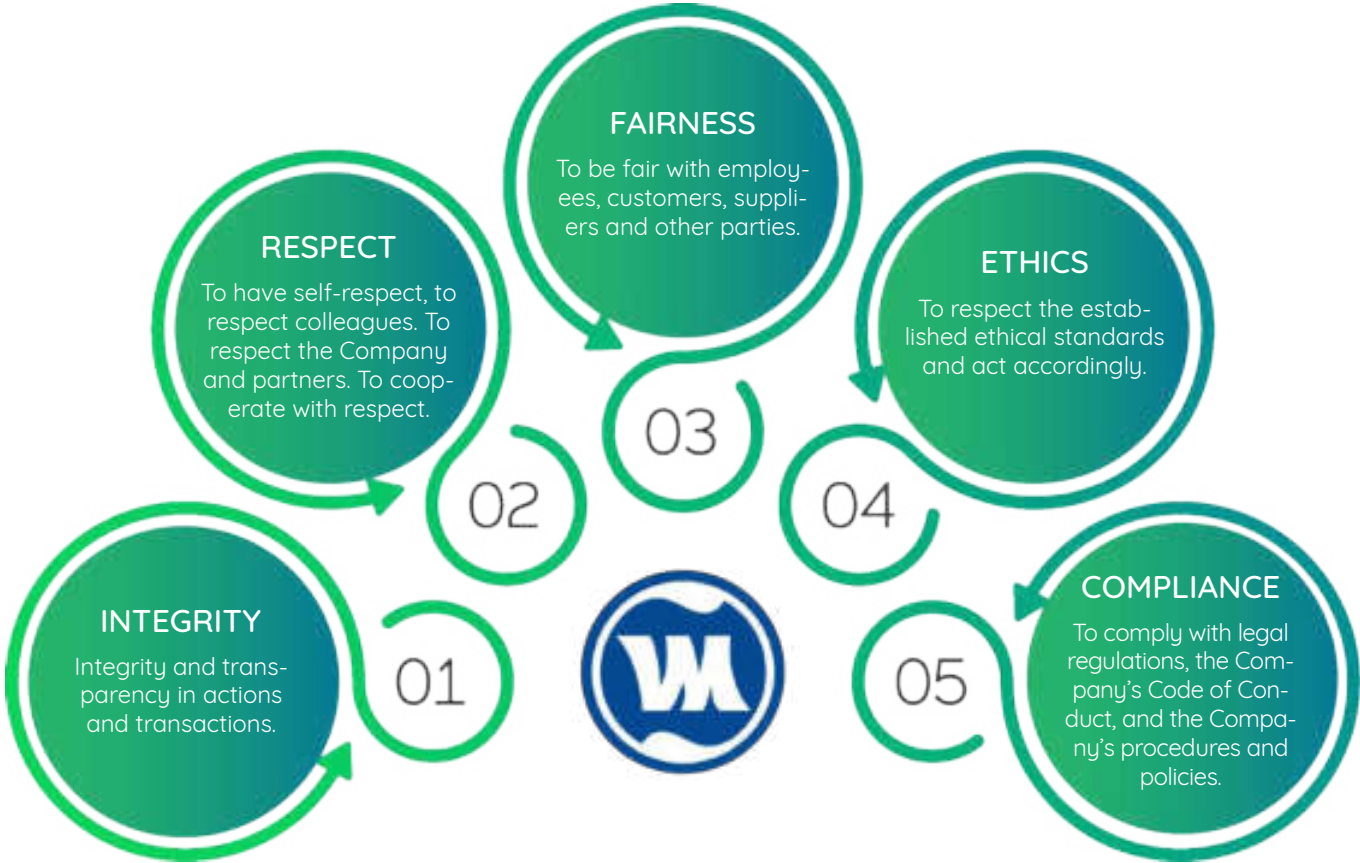 INTEGRITY
Integrity and trans-
parency in actions
and transactions.
01
RESPECT
To have self-respect, to
respect colleagues. To
respect the Company
and partners. To coop-
erate with respect.
02
FAIRNESS
To be fair with employ-
ees, customers, suppli-
ers and other parties.
03
ETHICS
To respect the estab-
lished ethical standards
and act accordingly.
04
COMPLIANCE
To comply with legal
regulations, the Com-
pany's Code of Con-
duct, and the Compa-
ny's procedures and
policies.
05
VM